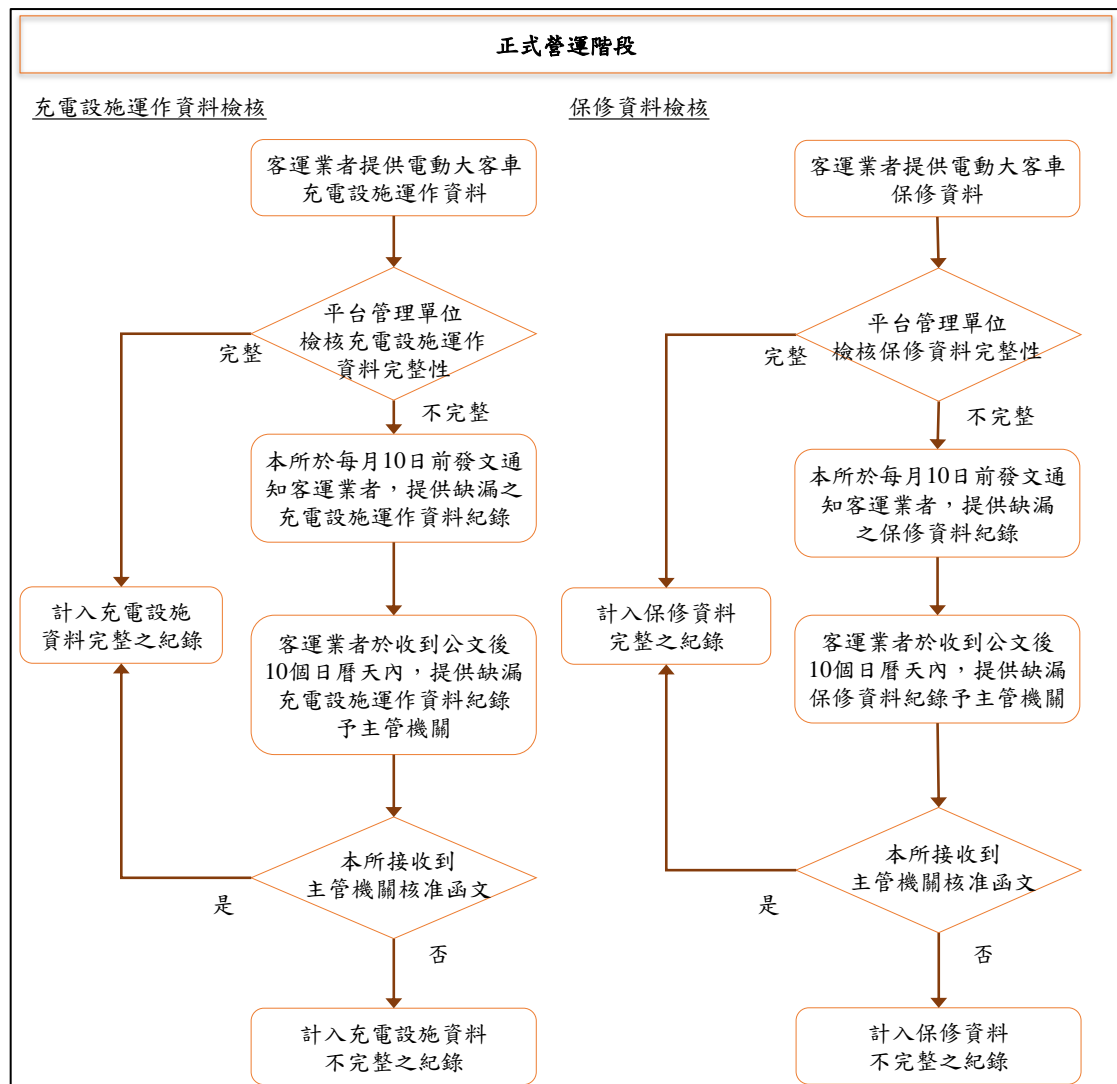 正式營運階段
充電設施運作資料檢核
客運業者提供電動大客車
充電設施運作資料
平台管理單位
檢核充電設施運作
資料完整性
完整
不完整
本所於每月10日前發文通
知客運業者，提供缺漏之
充電設施運作資料紀錄
計入充電設施
資料完整之紀錄
客運業者於收到公文後
10個日曆天內，提供缺漏
充電設施運作資料紀錄
予主管機關
本所接收到
主管機關核准函文
是
否
計入充電設施資料
不完整之紀錄
保修資料檢核
客運業者提供電動大客車
保修資料
平台管理單位
檢核保修資料完整性
完整
不完整
本所於每月10日前發文通
知客運業者，提供缺漏
之保修資料紀錄
計入保修資料
完整之紀錄
客運業者於收到公文後
10個日曆天內，提供缺漏
保修資料紀錄予主管機關
本所接收到
主管機關核准函文
是
否
計入保修資料
不完整之紀錄